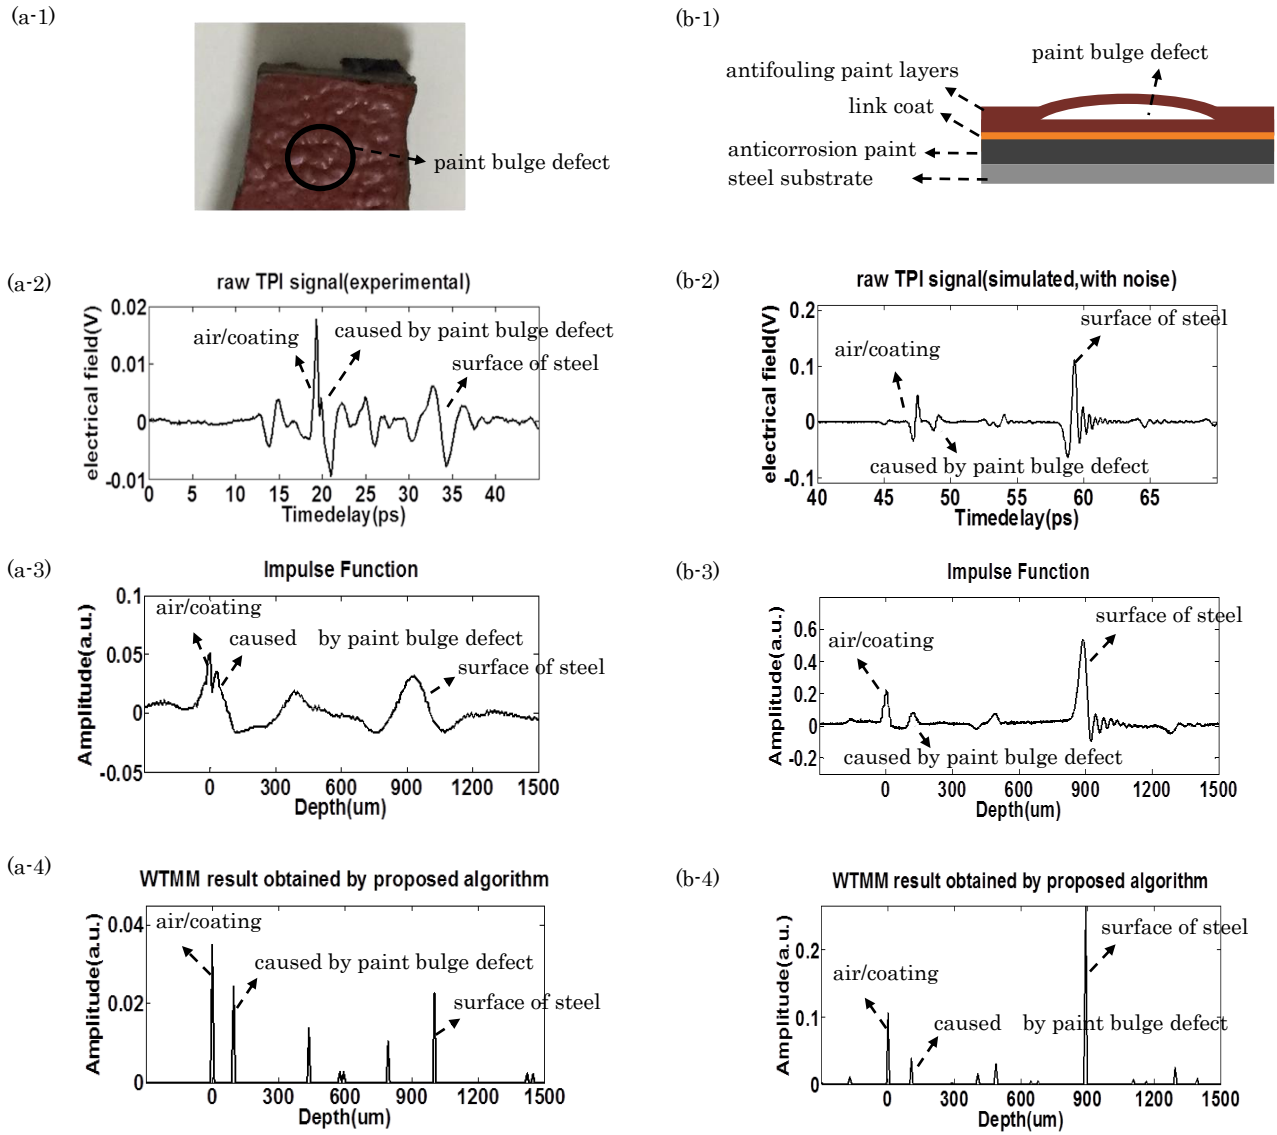 (a-1)
paint bulge defect
(b-1)
paint bulge defect
antifouling paint layers
link coat
anticorrosion paint
steel substrate
(a-2)
raw TPI signal(experimental)
electrical field(V)
0.02
0.01
0
-0.01
air/coating
caused by paint bulge defect
surface of steel
0 5 10 15 20 25 30 35 40
Timedelay(ps)
(b-2)
raw TPI signal(simulated,with noise)
electrical field(V)
0.2
0.1
0
-0.1
surface of steel
air/coating
caused by paint bulge defect
40 45 50 55 60 65
Timedelay(ps)
(a-3)
Impulse Function
Amplitude(a.u.)
0.1
0.05
0
-0.05
air/coating
caused by paint bulge defect
surface of steel
0 300 600 900 1200 1500
Depth(um)
(b-3)
Impulse Function
Amplitude(a.u.)
0.6
0.4
0.2
0
-0.2
surface of steel
air/coating
caused by paint bulge defect
0 300 600 900 1200 1500
Depth(um)
(a-4)
WTMM result obtained by proposed algorithm
Amplitude(a.u.)
0.04
0.02
0
air/coating
caused by paint bulge defect
surface of steel
0 300 600 900 1200 1500
Depth(um)
(b-4)
WTMM result obtained by proposed algorithm
Amplitude(a.u.)
0.2
0.1
0
surface of steel
air/coating
caused by paint bulge defect
0 300 600 900 1200 1500
Depth(um)